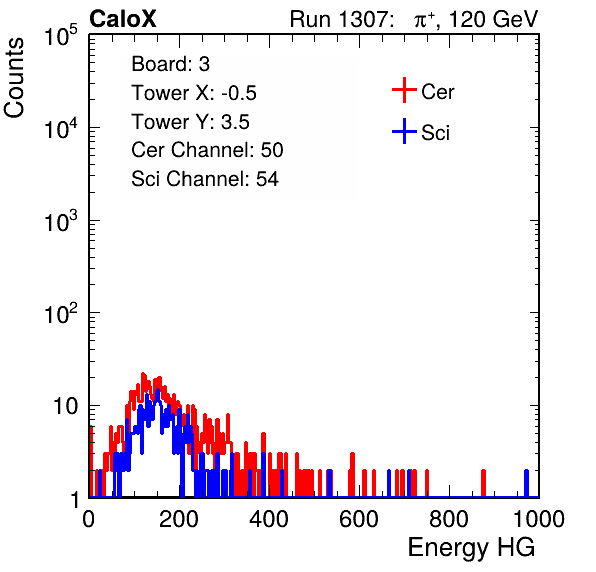 CaloX Run 1307: π⁺, 120 GeV
Counts
10⁵
10⁴
10³
10²
10
1
Board: 3
Tower X: -0.5
Tower Y: 3.5
Cer Channel: 50
Sci Channel: 54
Cer
Sci
0 200 400 600 800 1000
Energy HG